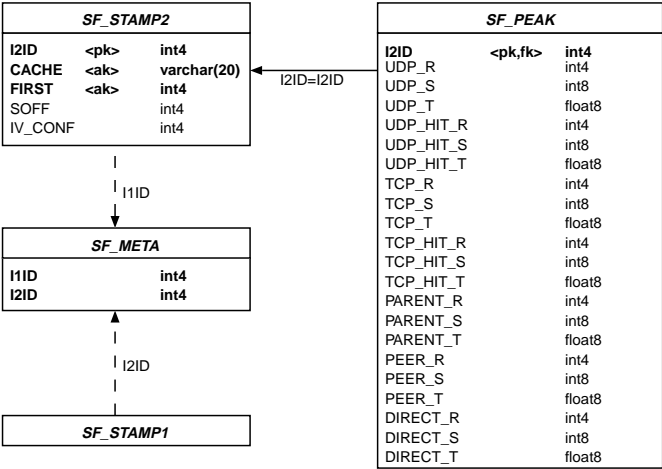 SF_STAMP2
I2ID <pk> int4
CACHE <ak> varchar(20)
FIRST <ak> int4
SOFF int4
IV_CONF int4
I2ID=I2ID
I1ID
SF_META
I1ID int4
I2ID int4
I2ID
SF_STAMP1
SF_PEAK
I2ID <pk,fk> int4
UDP_R int4
UDP_S int8
UDP_T float8
UDP_HIT_R int4
UDP_HIT_S int8
UDP_HIT_T float8
TCP_R int4
TCP_S int8
TCP_T float8
TCP_HIT_R int4
TCP_HIT_S int8
TCP_HIT_T float8
PARENT_R int4
PARENT_S int8
PARENT_T float8
PEER_R int4
PEER_S int8
PEER_T float8
DIRECT_R int4
DIRECT_S int8
DIRECT_T float8